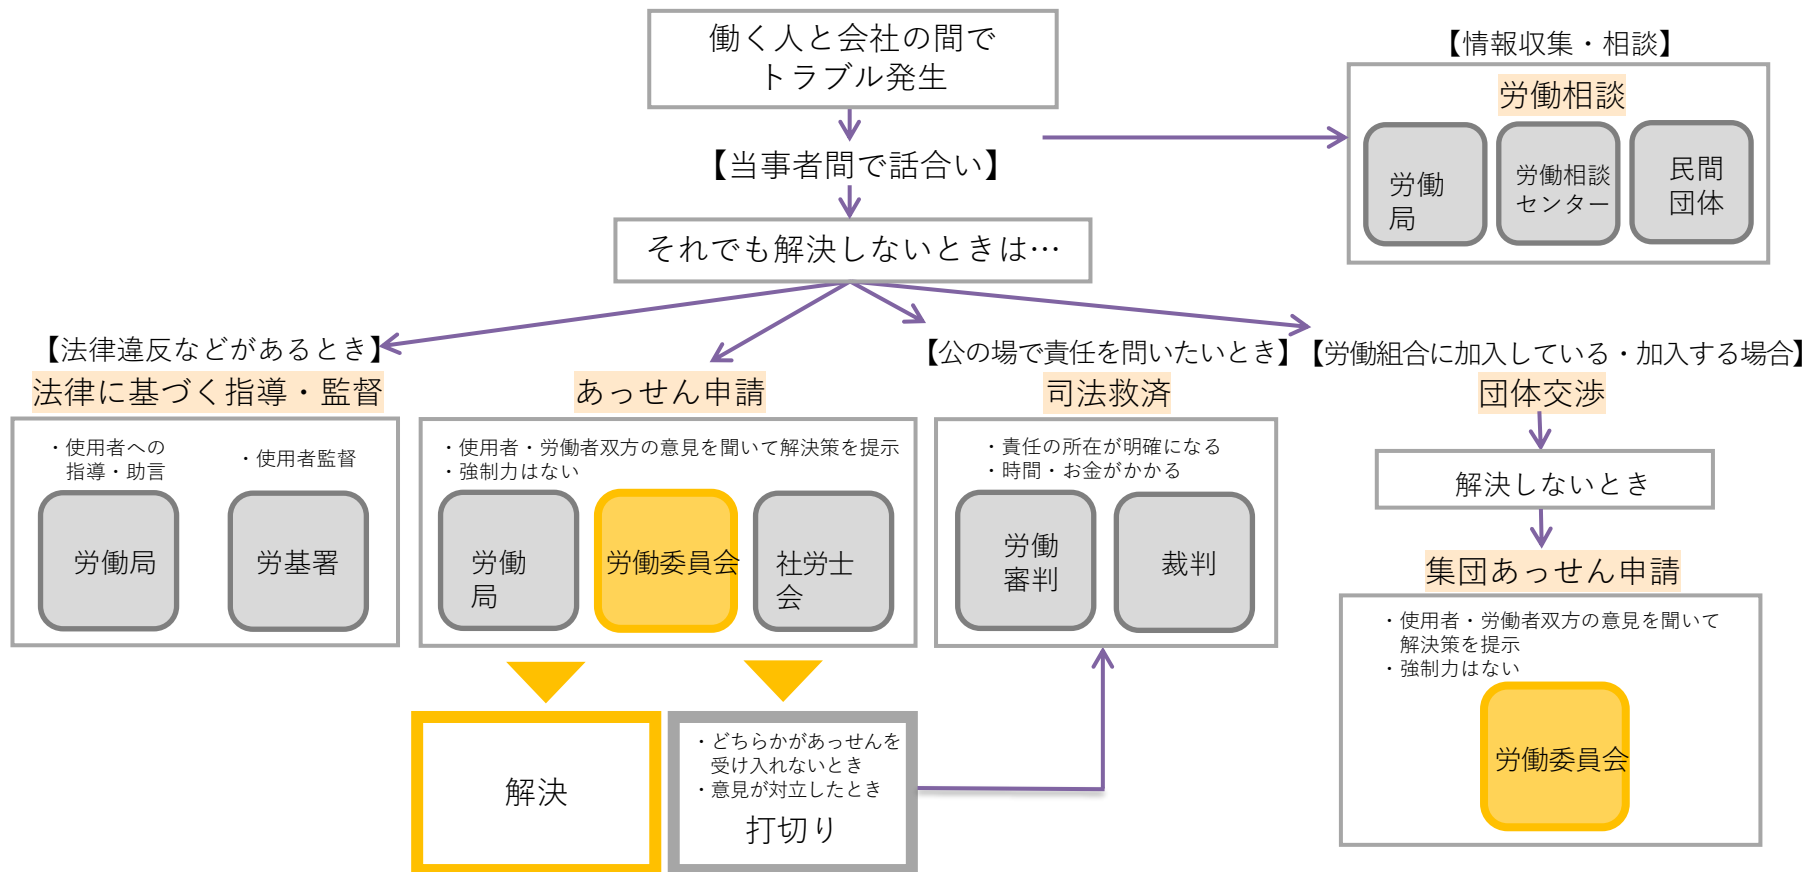 働く人と会社の間で
トラブル発生
【情報収集・相談】
労働相談
労働
局
労働相談
センター
民間
団体
【当事者間で話合い】
それでも解決しないときは…
【法律違反などがあるとき】
法律に基づく指導・監督
・使用者への
指導・助言
・使用者監督
労働局
労基署
あっせん申請
・使用者・労働者双方の意見を聞いて解決策を提示
・強制力はない
労働
局
労働委員会
社労士
会
【公の場で責任を問いたいとき】
司法救済
・責任の所在が明確になる
・時間・お金がかかる
労働
審判
裁判
【労働組合に加入している・加入する場合】
団体交渉
解決しないとき
集団あっせん申請
・使用者・労働者双方の意見を聞いて
解決策を提示
・強制力はない
労働委員会
解決
・どちらかがあっせんを
受け入れないとき
・意見が対立したとき
打切り